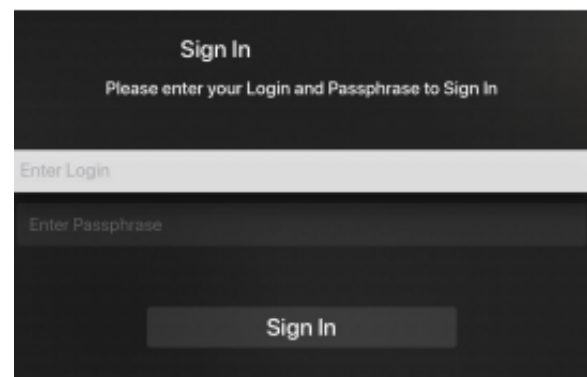 Sign In
Please enter your Login and Passphrase to Sign In
Enter Login
Enter Passphrase
Sign In